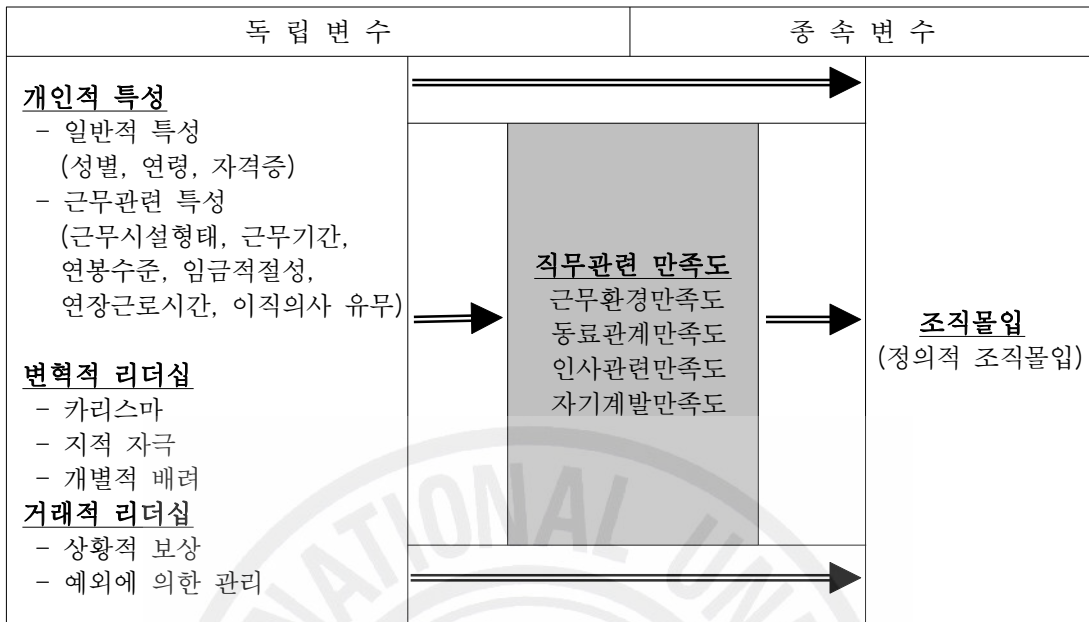 독 립 변 수
종 속 변 수
개인적 특성
- 일반적 특성
(성별, 연령, 자격증)
- 근무관련 특성
(근무시설형태, 근무기간,
연봉수준, 임금적절성,
연장근로시간, 이직의사 유무)
변혁적 리더십
- 카리스마
- 지적 자극
- 개별적 배려
거래적 리더십
- 상황적 보상
- 예외에 의한 관리
직무관련 만족도
근무환경만족도
동료관계만족도
인사관련만족도
자기계발만족도
조직몰입
(정의적 조직몰입)
NATIONAL UN